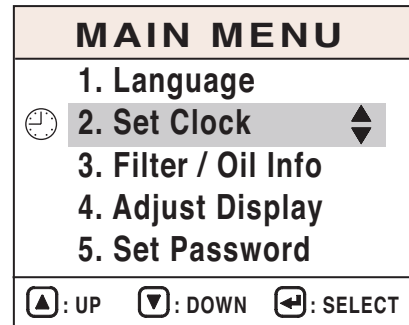 MAIN MENU
1. Language
2. Set Clock
3. Filter / Oil Info
4. Adjust Display
5. Set Password
: UP : DOWN : SELECT